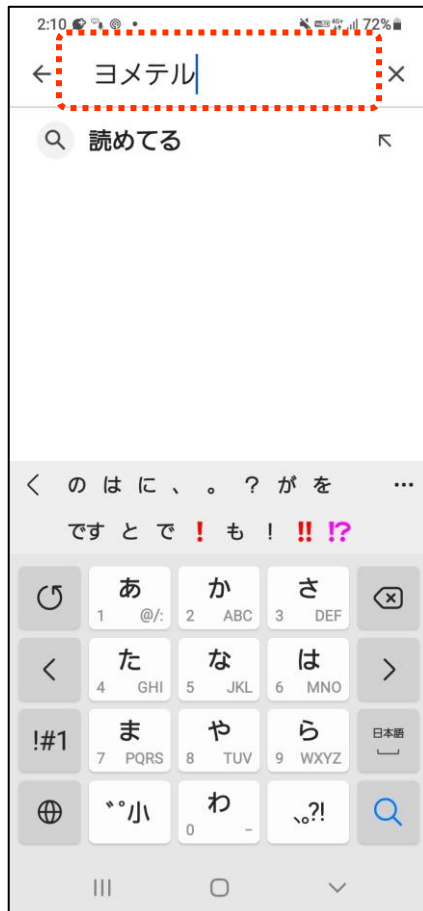 2:10 72%
ヨメテル
読めてる
の は に 、 。 ? が を ...
です と で ! も ! !! !?
あ 1 @/: か 2 ABC さ 3 DEF
た 4 GHI な 5 JKL は 6 MNO
!#1 ま 7 PQRS や 8 TUV ら 9 WXYZ 日本語
゛゜小 わ 0 - 、。?!